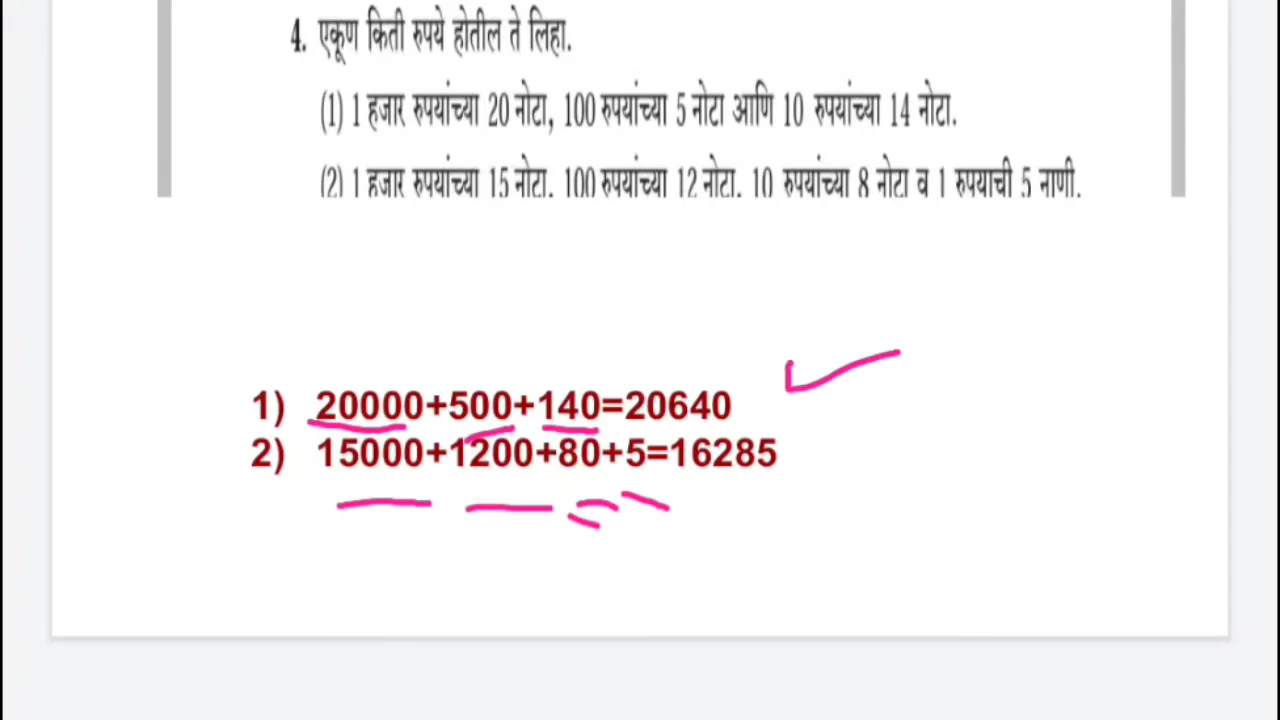 4. एकूण किती रुपये होतील ते लिहा.
(1) 1 हजार रुपयांच्या 20 नोटा, 100 रुपयांच्या 5 नोटा आणि 10 रुपयांच्या 14 नोटा.
(2) 1 हजार रुपयांच्या 15 नोटा. 100 रुपयांच्या 12 नोटा. 10 रुपयांच्या 8 नोटा व 1 रुपयाची 5 नाणी.
1) 20000+500+140=20640
2) 15000+1200+80+5=16285